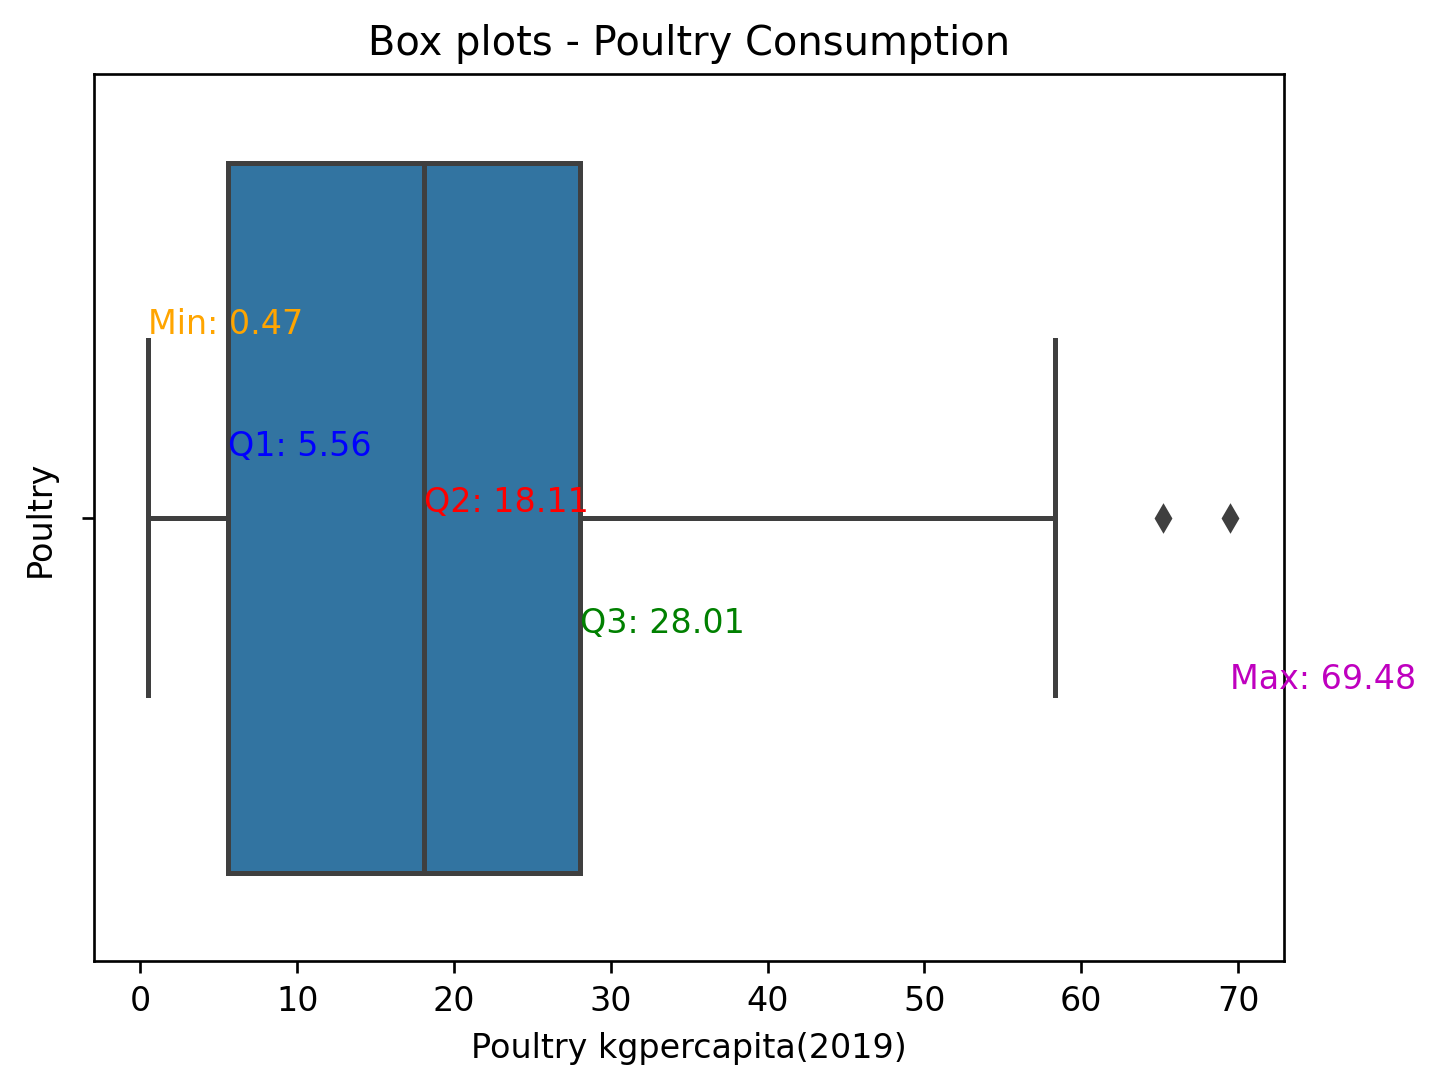 Box plots - Poultry Consumption
Min: 0.47
Q1: 5.56
Q2: 18.11
Q3: 28.01
Max: 69.48
Poultry
0 10 20 30 40 50 60 70
Poultry kgpercapita(2019)